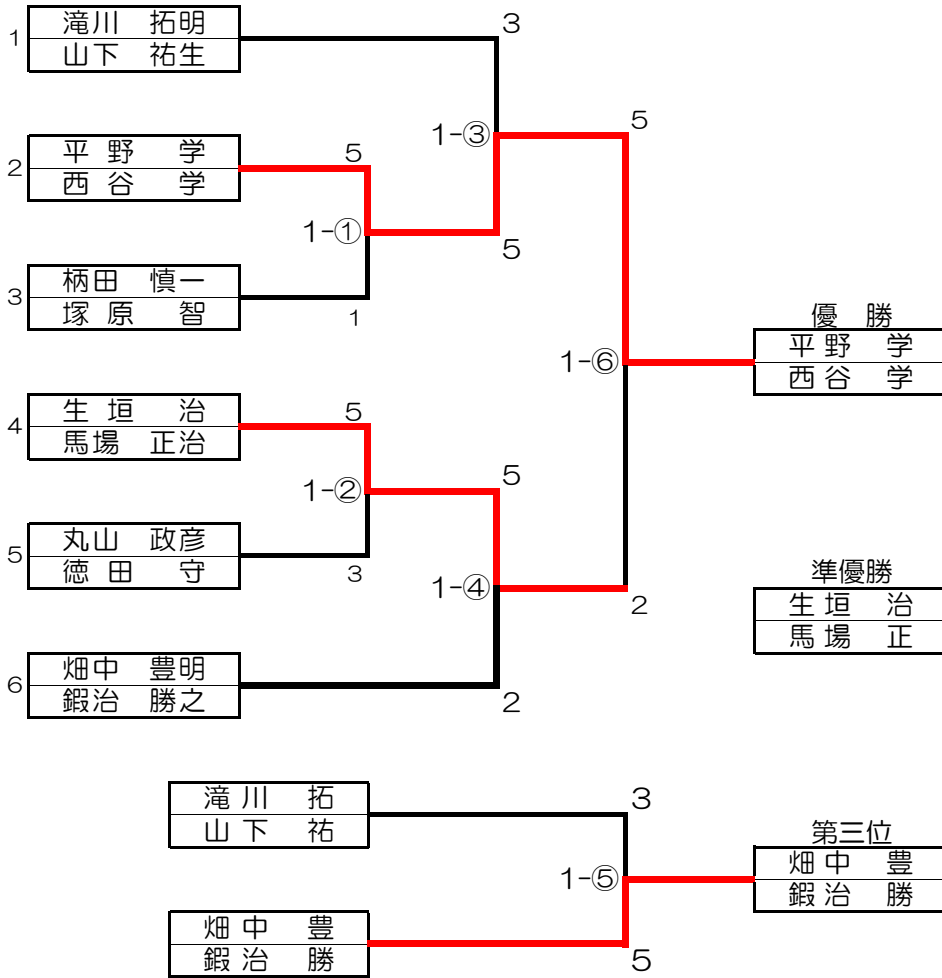 1
滝川　拓明
山下　祐生
3
2
平野　学
西谷　学
5
1-③
5
1-①
5
3
柄田　慎一
塚原　智
1
優　勝
平野　学
西谷　学
1-⑥
4
生垣　治
馬場　正治
5
1-②
5
5
丸山　政彦
徳田　守
3
1-④
2
準優勝
生垣　治
馬場　正
6
畑中　豊明
鍜治　勝之
2
滝川　拓
山下　祐
3
1-⑤
第三位
畑中　豊
鍜治　勝
畑中　豊
鍜治　勝
5